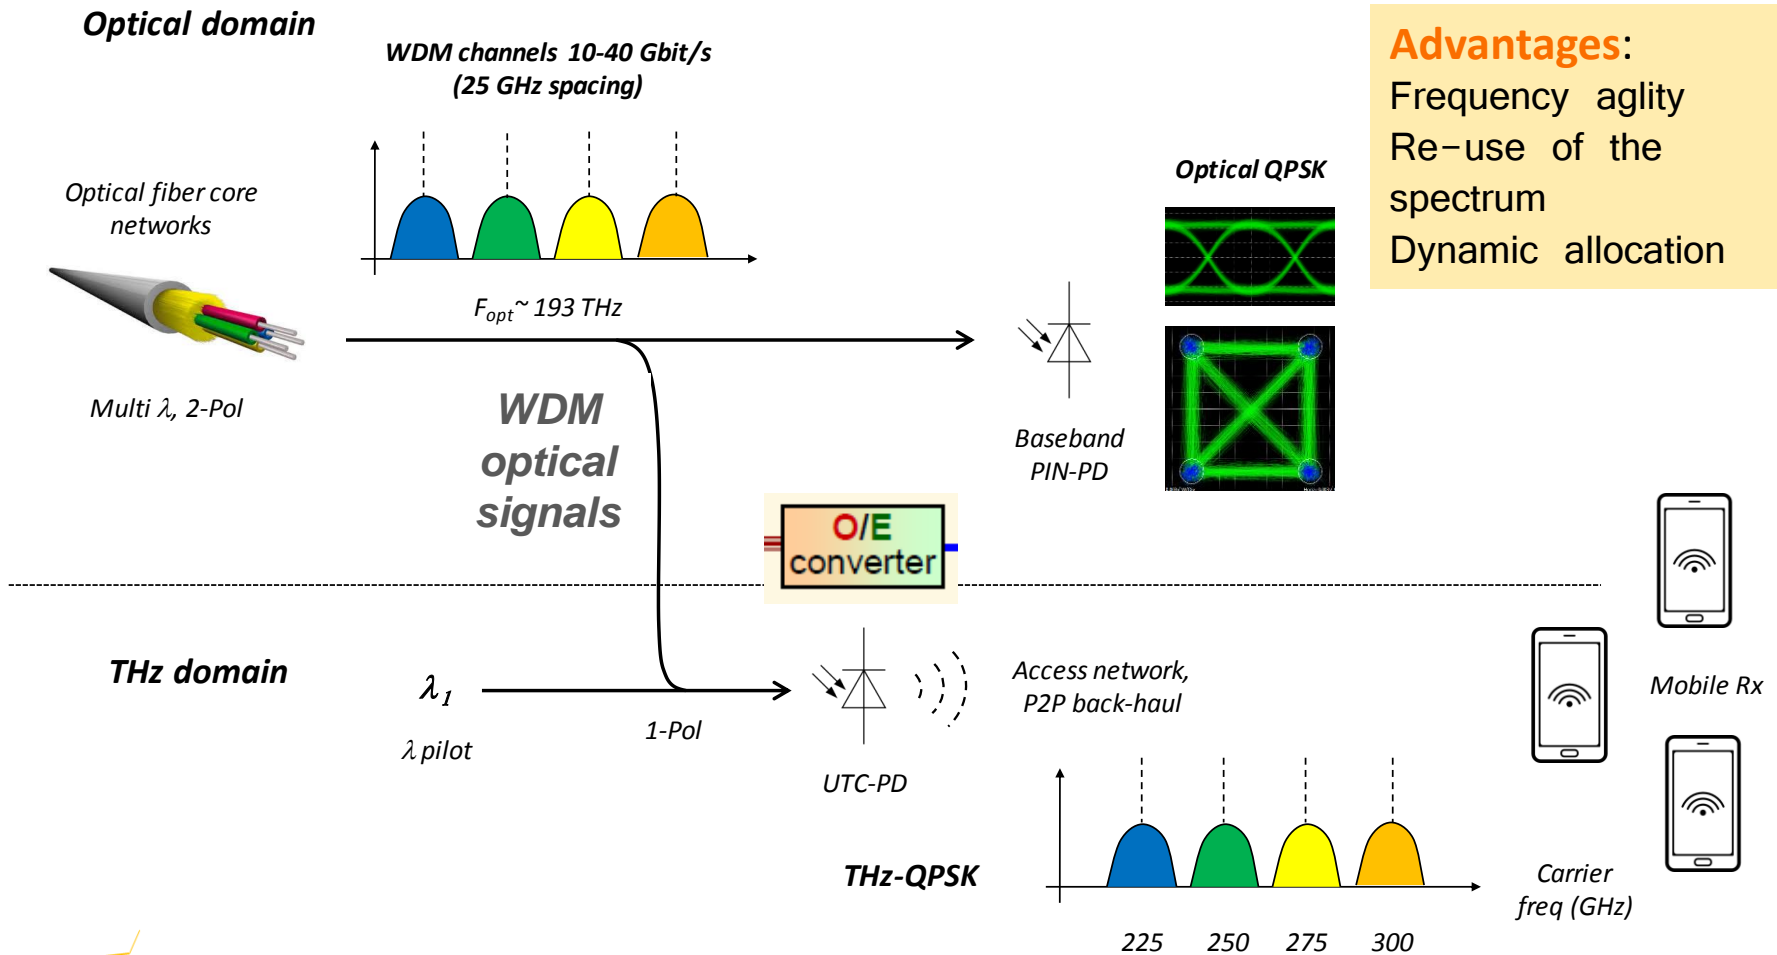 Optical domain
WDM channels 10-40 Gbit/s
(25 GHz spacing)
Advantages:
Frequency aglity
Re-use of the
spectrum
Dynamic allocation
Optical fiber core
networks
Optical QPSK
Fopt ~ 193 THz
Multi λ, 2-Pol
WDM
optical
signals
Baseband
PIN-PD
O/E
converter
THz domain
λ1
λ pilot
1-Pol
UTC-PD
Access network,
P2P back-haul
Mobile Rx
THz-QPSK
Carrier
freq (GHz)
225 250 275 300